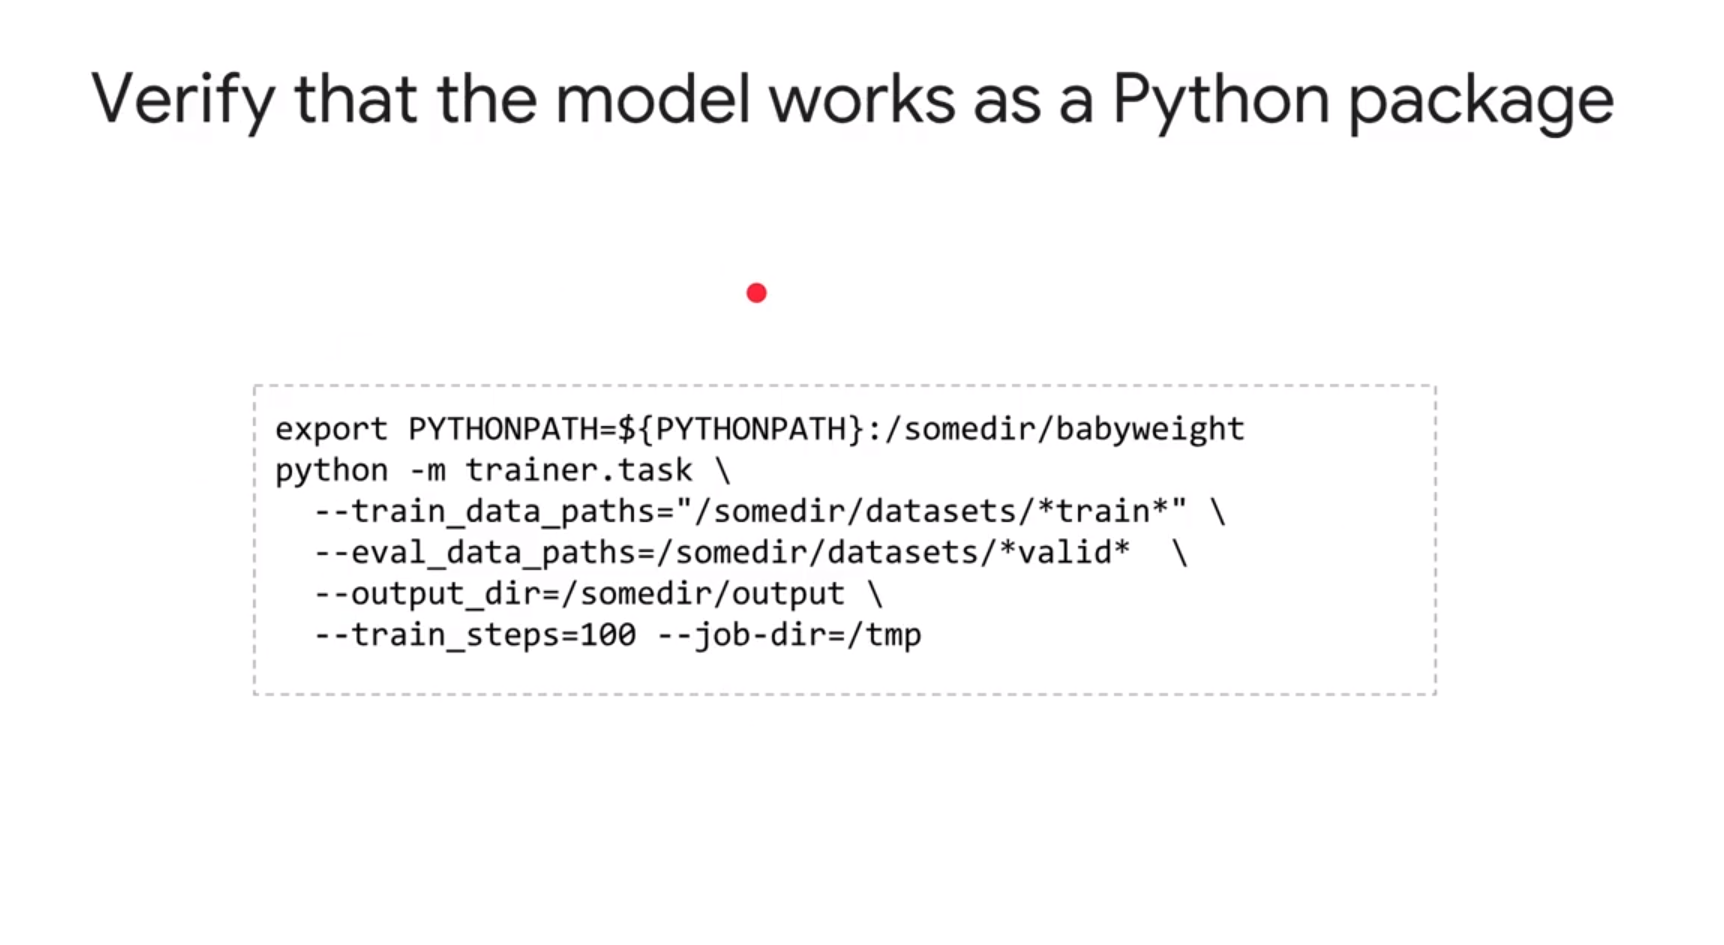 Verify that the model works as a Python package
export PYTHONPATH=${PYTHONPATH}:/somedir/babyweight
python -m trainer.task \
--train_data_paths="/somedir/datasets/*train*" \
--eval_data_paths=/somedir/datasets/*valid*  \
--output_dir=/somedir/output \
--train_steps=100 --job-dir=/tmp